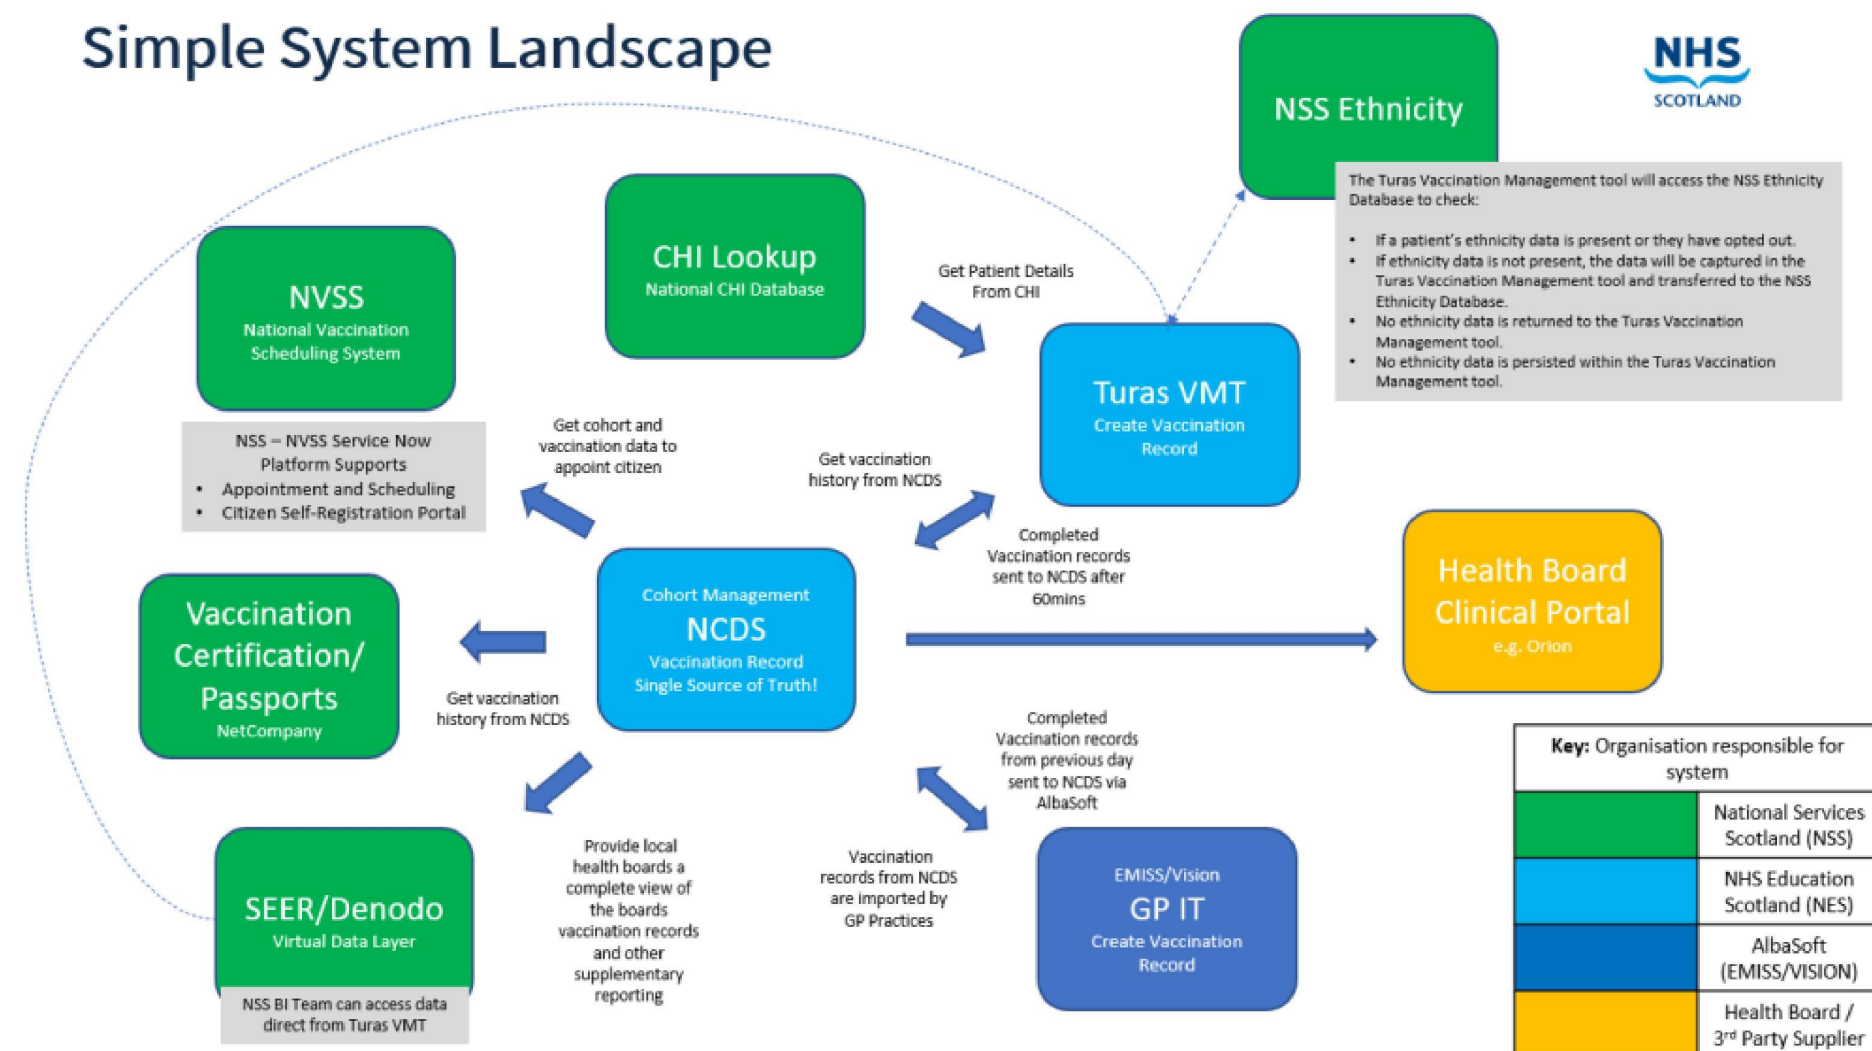 Simple System Landscape
NHS
SCOTLAND
NSS Ethnicity
The Turas Vaccination Management tool will access the NSS Ethnicity
Database to check:
• If a patient's ethnicity data is present or they have opted out.
• If ethnicity data is not present, the data will be captured in the
Turas Vaccination Management tool and transferred to the NSS
Ethnicity Database.
• No ethnicity data is returned to the Turas Vaccination
Management tool.
• No ethnicity data is persisted within the Turas Vaccination
Management tool.
CHI Lookup
National CHI Database
Get Patient Details
From CHI
NVSS
National Vaccination
Scheduling System
NSS – NVSS Service Now
Platform Supports
• Appointment and Scheduling
• Citizen Self-Registration Portal
Get cohort and
vaccination data to
appoint citizen
Turas VMT
Create Vaccination
Record
Get vaccination
history from NCDS
Completed
Vaccination records
sent to NCDS after
60mins
Cohort Management
NCDS
Vaccination Record
Single Source of Truth!
Health Board
Clinical Portal
e.g. Orion
Vaccination
Certification/
Passports
NetCompany
Get vaccination
history from NCDS
Completed
Vaccination records
from previous day
sent to NCDS via
AlbaSoft
SEER/Denodo
Virtual Data Layer
NSS BI Team can access data
direct from Turas VMT
Provide local
health boards a
complete view of
the boards
vaccination records
and other
supplementary
reporting
Vaccination
records from NCDS
are imported by
GP Practices
EMISS/Vision
GP IT
Create Vaccination
Record
Key: Organisation responsible for
system
National Services
Scotland (NSS)
NHS Education
Scotland (NES)
AlbaSoft
(EMISS/VISION)
Health Board /
3rd Party Supplier